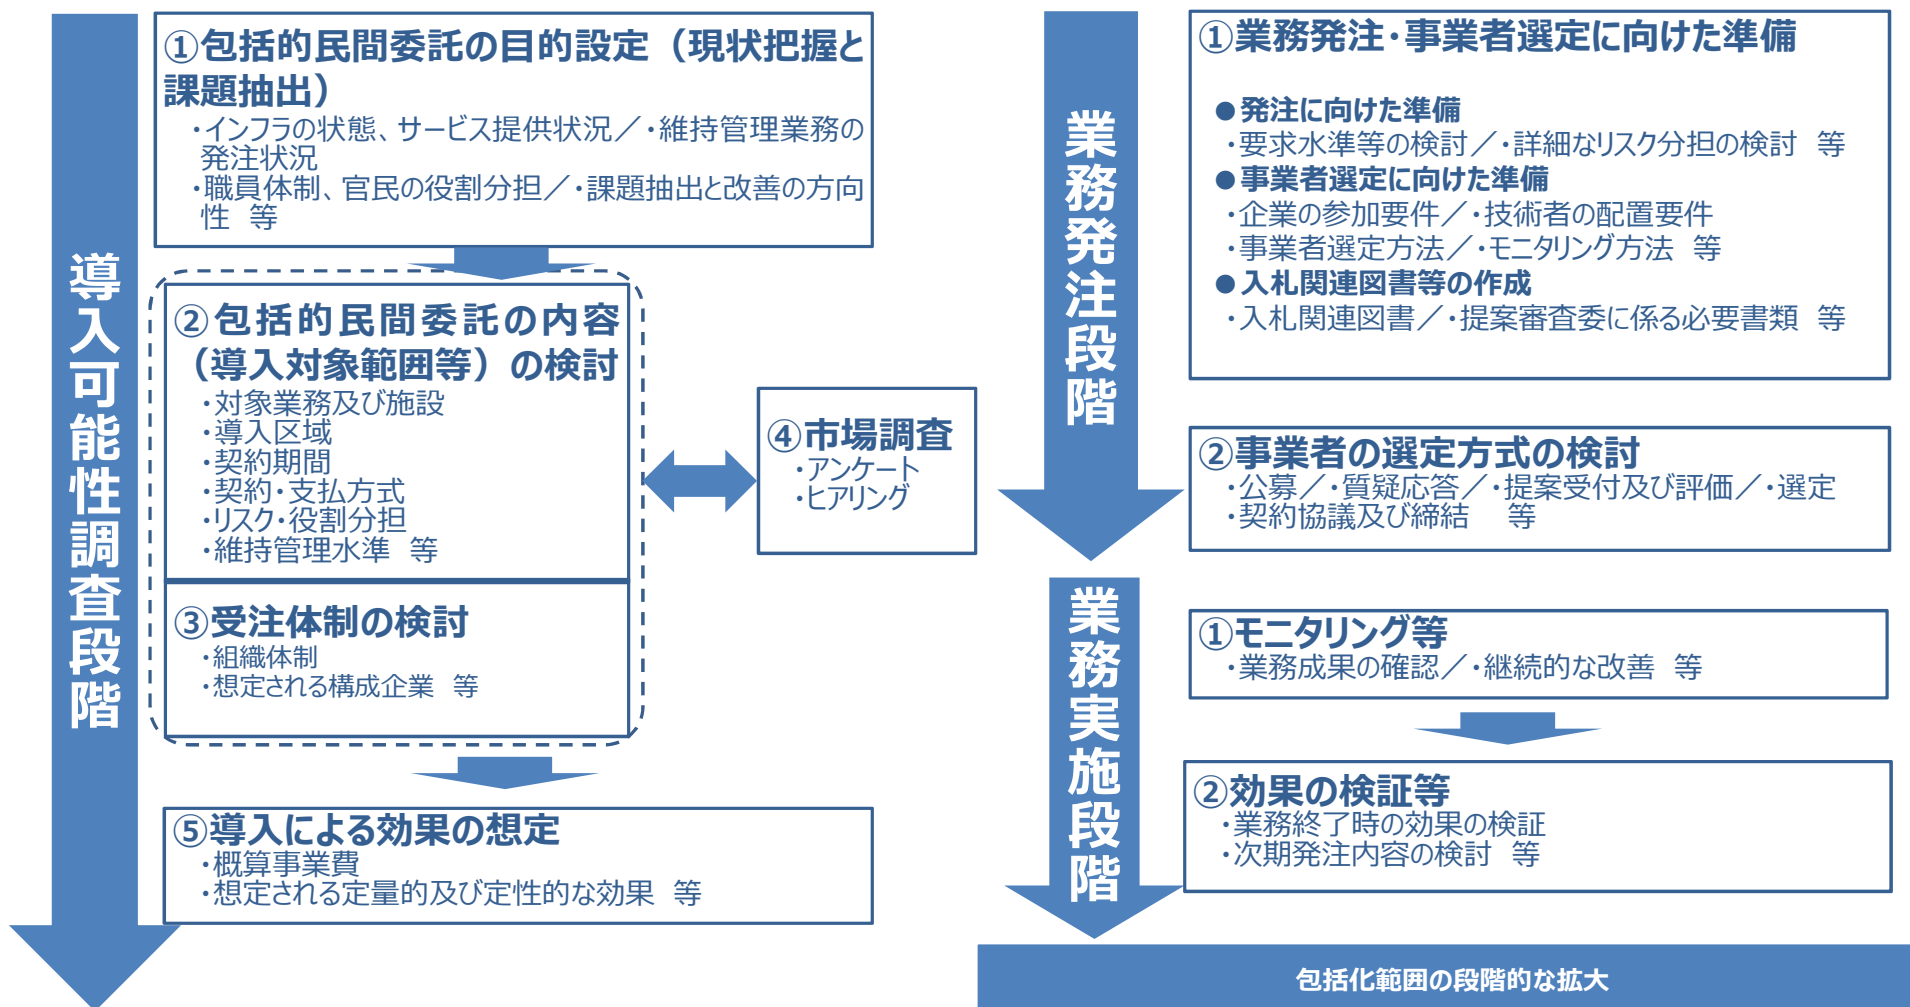 導入可能性調査段階
①包括的民間委託の目的設定（現状把握と
課題抽出）
・インフラの状態、サービス提供状況／・維持管理業務の
発注状況
・職員体制、官民の役割分担／・課題抽出と改善の方向
性　等
②包括的民間委託の内容
（導入対象範囲等）の検討
・対象業務及び施設
・導入区域
・契約期間
・契約・支払方式
・リスク・役割分担
・維持管理水準　等
③受注体制の検討
・組織体制
・想定される構成企業　等
④市場調査
・アンケート
・ヒアリング
⑤導入による効果の想定
・概算事業費
・想定される定量的及び定性的な効果　等
業務発注段階
①業務発注・事業者選定に向けた準備
●発注に向けた準備
・要求水準等の検討／・詳細なリスク分担の検討　等
●事業者選定に向けた準備
・企業の参加要件／・技術者の配置要件
・事業者選定方法／・モニタリング方法　等
●入札関連図書等の作成
・入札関連図書／・提案審査委に係る必要書類　等
②事業者の選定方式の検討
・公募／・質疑応答／・提案受付及び評価／・選定
・契約協議及び締結　等
業務実施段階
①モニタリング等
・業務成果の確認／・継続的な改善　等
②効果の検証等
・業務終了時の効果の検証
・次期発注内容の検討　等
包括化範囲の段階的な拡大